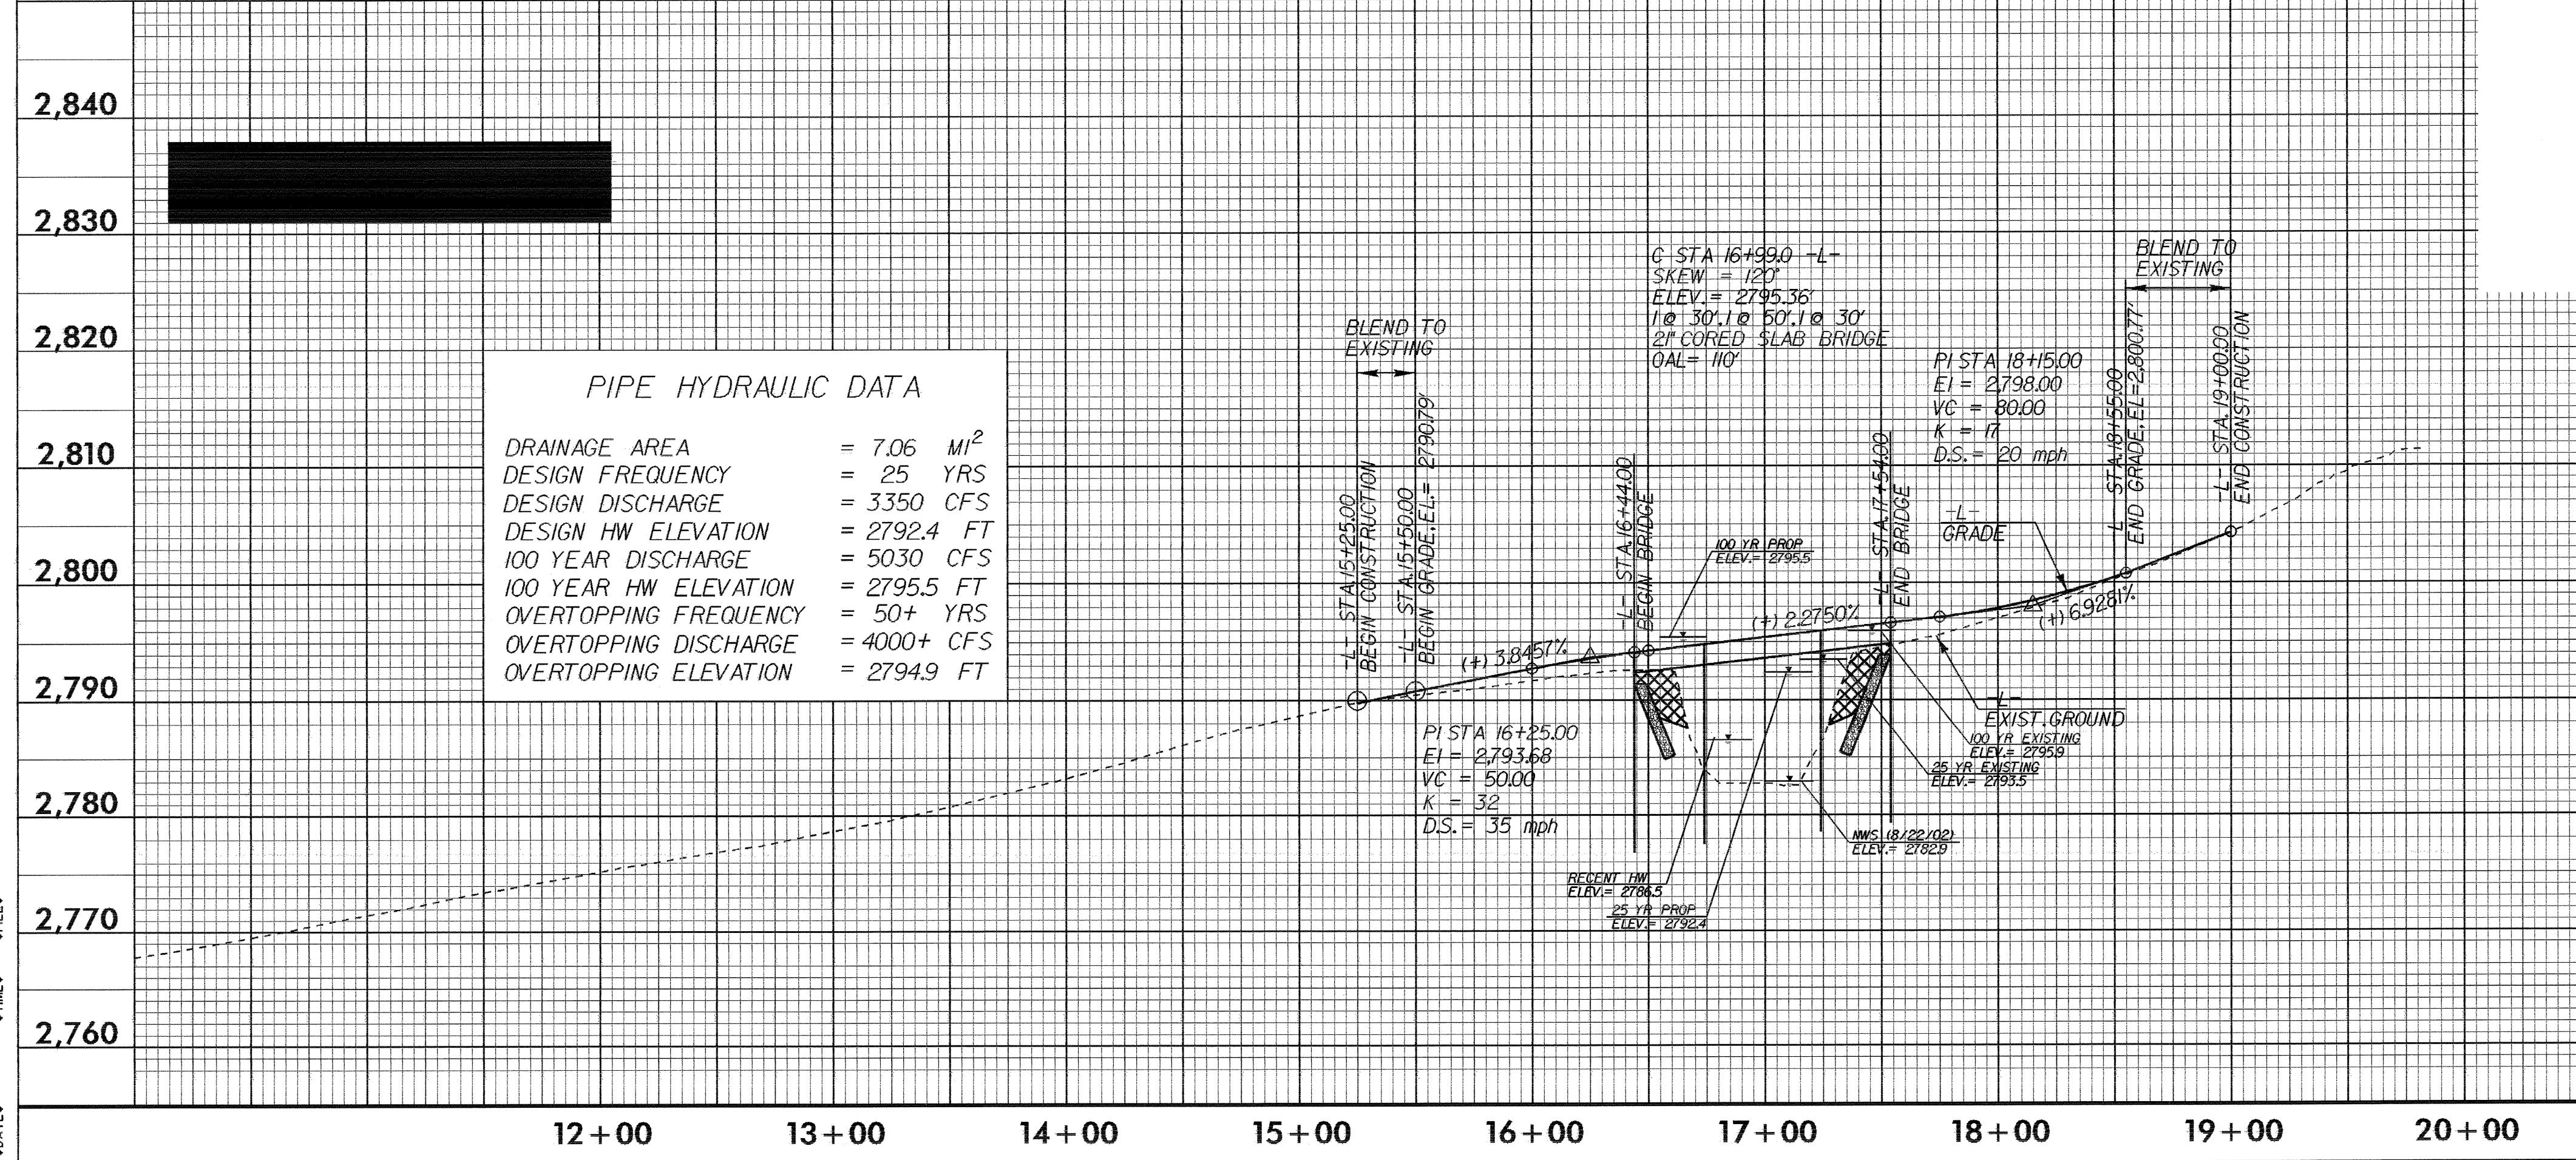 2,840
2,830
2,820
2,810
2,800
2,790
2,780
2,770
2,760
PIPE HYDRAULIC DATA
DRAINAGE AREA = 7.06 MI²
DESIGN FREQUENCY = 25 YRS
DESIGN DISCHARGE = 3350 CFS
DESIGN HW ELEVATION = 2792.4 FT
100 YEAR DISCHARGE = 5030 CFS
100 YEAR HW ELEVATION = 2795.5 FT
OVERTOPPING FREQUENCY = 50+ YRS
OVERTOPPING DISCHARGE = 4000+ CFS
OVERTOPPING ELEVATION = 2794.9 FT
BLEND TO
EXISTING
-L- STA.15+25.00
BEGIN CONSTRUCTION
-L- STA.15+50.00
BEGIN GRADE,EL.= 2790.79'
(+) 3.8457%
PI STA 16+25.00
El = 2,793.68
VC = 50.00
K = 32
D.S.= 35 mph
C STA 16+99.0 -L-
SKEW = 120°
ELEV.= 2795.36'
1@ 30',1@ 50',1@ 30'
21" CORED SLAB BRIDGE
OAL= 110'
-L- STA.16+44.00
BEGIN BRIDGE
100 YR PROP
ELEV.= 2795.5
(+) 2.2750%
-L- STA.17+54.00
END BRIDGE
RECENT HW
ELEV.= 2786.5
25 YR PROP
ELEV.= 2792.4
NWS (8/22/02)
ELEV.= 2782.9
25 YR EXISTING
ELEV.= 2793.5
100 YR EXISTING
ELEV.= 2795.9
-L-
EXIST.GROUND
-L-
GRADE
PI STA 18+15.00
El = 2,798.00
VC = 80.00
K = 17
D.S.= 20 mph
(+) 6.9281%
BLEND TO
EXISTING
-L- STA.18+55.00
END GRADE,EL=2,800.77'
-L- STA.19+00.00
END CONSTRUCTION
12+00 13+00 14+00 15+00 16+00 17+00 18+00 19+00 20+00